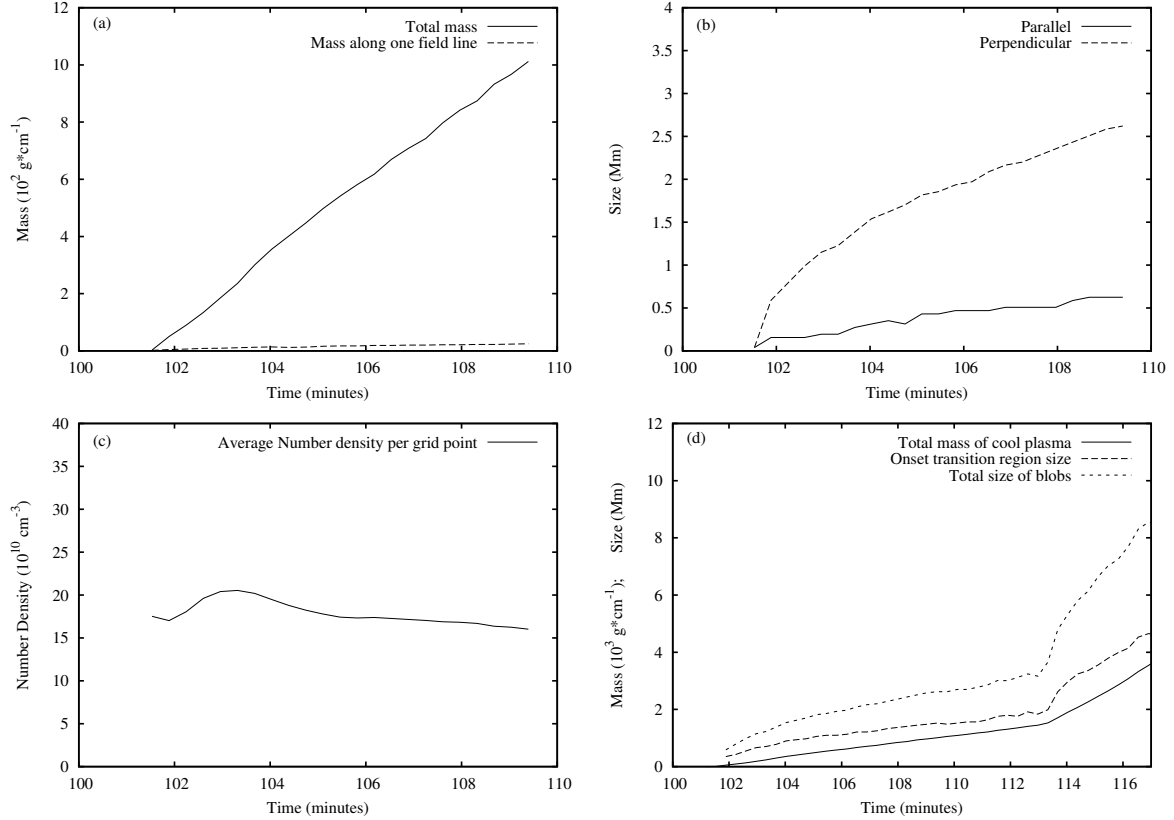 (a)
Total mass
Mass along one field line
Mass (10^2 g*cm^-1)
0
2
4
6
8
10
12
100
102
104
106
108
110
Time (minutes)
(b)
Parallel
Perpendicular
Size (Mm)
0
0.5
1
1.5
2
2.5
3
3.5
4
100
102
104
106
108
110
Time (minutes)
(c)
Average Number density per grid point
Number Density (10^10 cm^-3)
0
5
10
15
20
25
30
35
40
100
102
104
106
108
110
Time (minutes)
(d)
Total mass of cool plasma
Onset transition region size
Total size of blobs
Mass (10^3 g*cm^-1); Size (Mm)
0
2
4
6
8
10
12
100
102
104
106
108
110
112
114
116
Time (minutes)